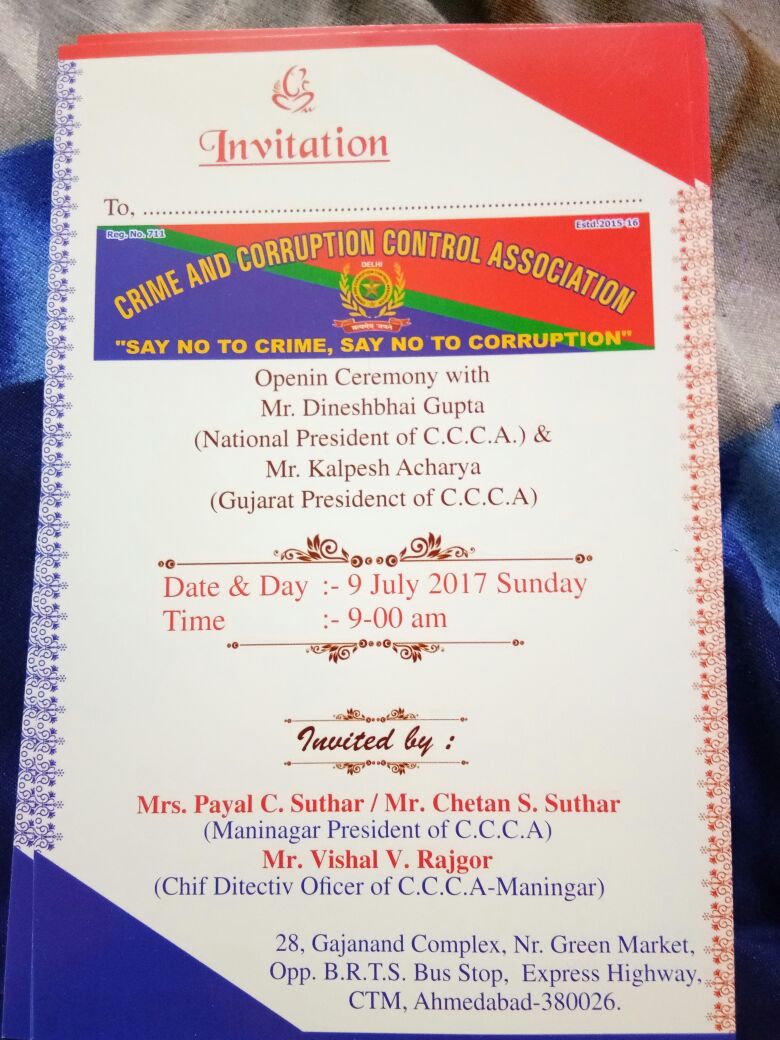 Invitation
To, ........................................................................................
Reg. No. 711
Estd.2015-16
CRIME AND CORRUPTION CONTROL ASSOCIATION
DELHI
सत्यमेव जयते
"SAY NO TO CRIME, SAY NO TO CORRUPTION"
Openin Ceremony with
Mr. Dineshbhai Gupta
(National President of C.C.C.A.) &
Mr. Kalpesh Acharya
(Gujarat Presidenct of C.C.C.A)
Date & Day :- 9 July 2017 Sunday
Time :- 9-00 am
Invited by :
Mrs. Payal C. Suthar / Mr. Chetan S. Suthar
(Maninagar President of C.C.C.A)
Mr. Vishal V. Rajgor
(Chif Ditectiv Oficer of C.C.C.A-Maningar)
28, Gajanand Complex, Nr. Green Market,
Opp. B.R.T.S. Bus Stop, Express Highway,
CTM, Ahmedabad-380026.